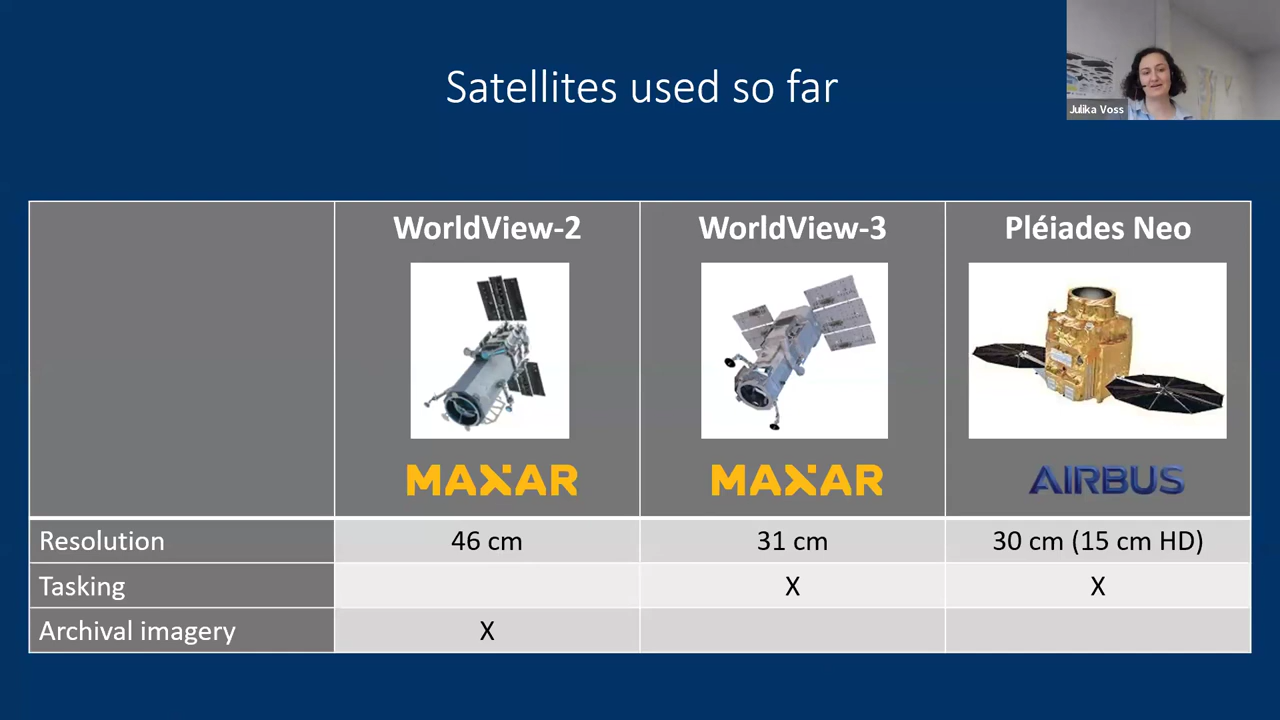 Satellites used so far
Julika Voss
WorldView-2 WorldView-3 Pléiades Neo
MAXAR MAXAR AIRBUS
Resolution 46 cm 31 cm 30 cm (15 cm HD)
Tasking X X
Archival imagery X